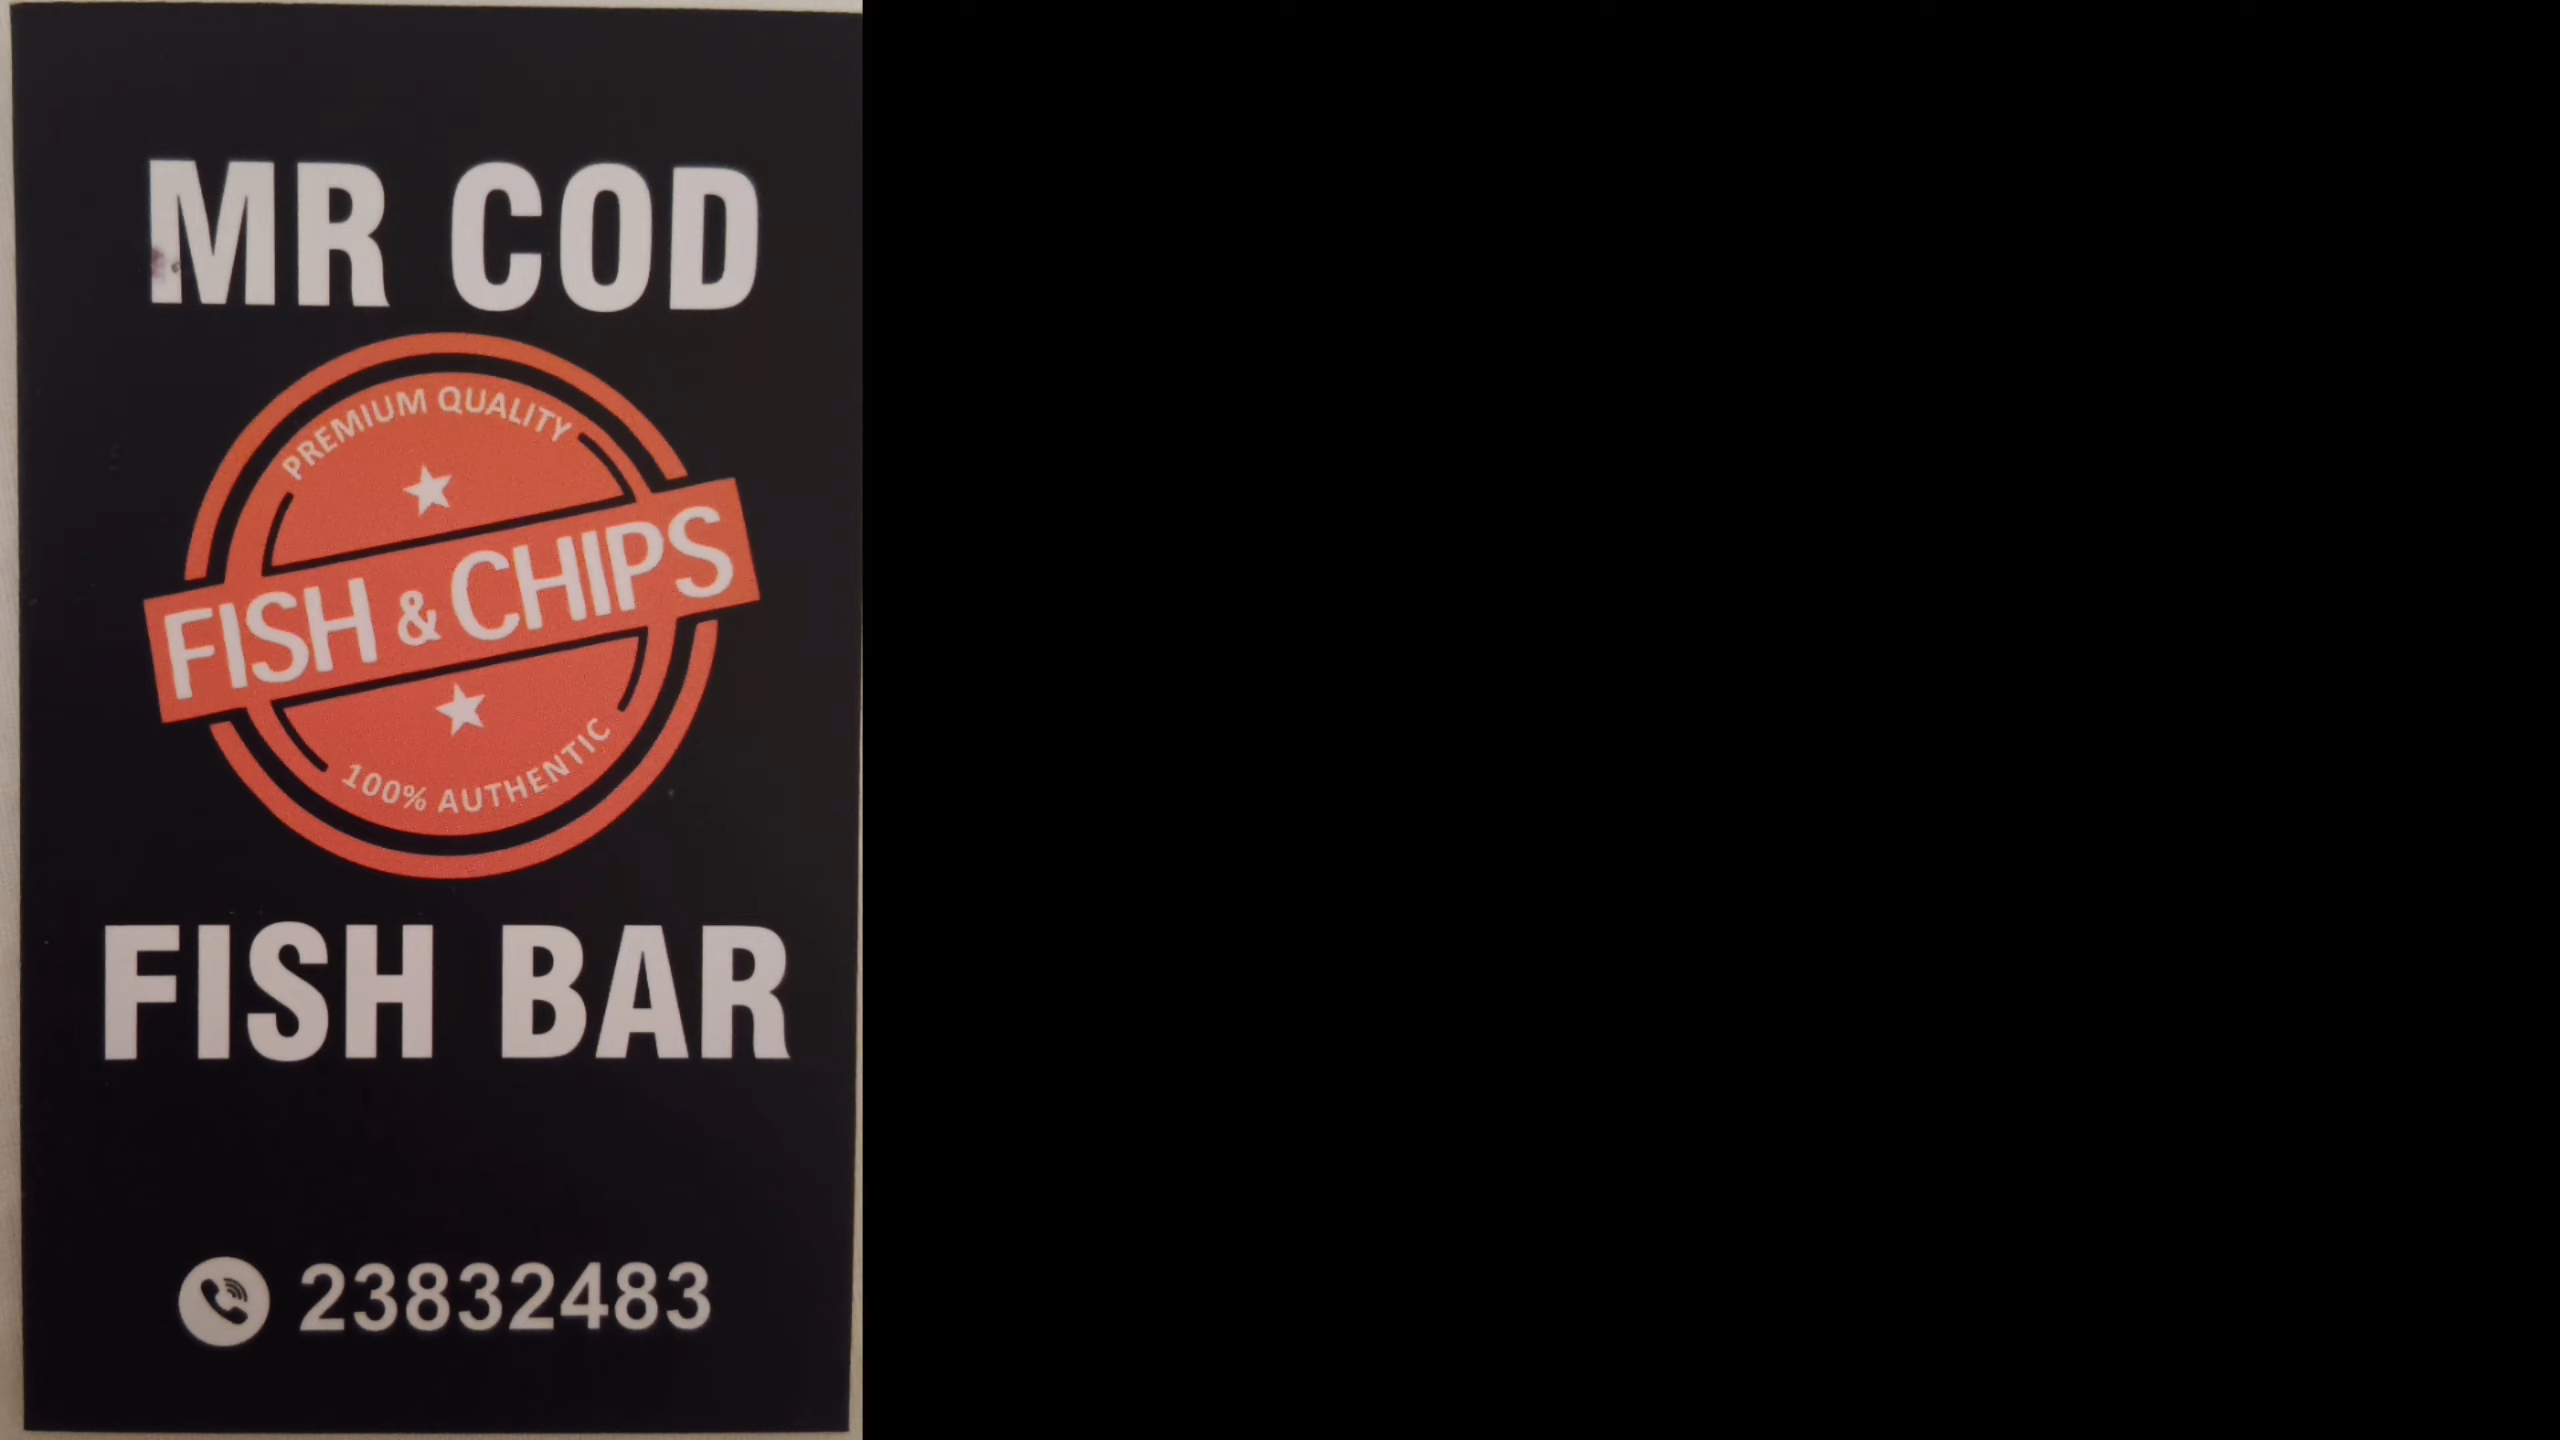 MR COD
PREMIUM QUALITY
FISH & CHIPS
100% AUTHENTIC
FISH BAR
23832483